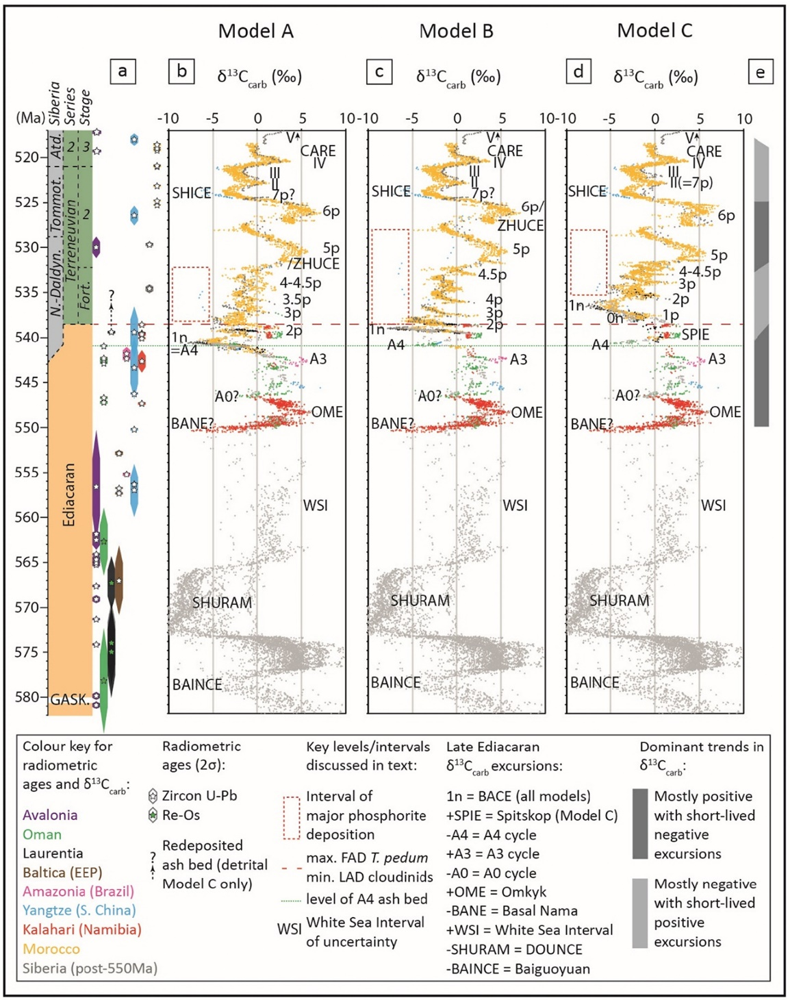 Model A
Model B
Model C
a
b
δ13Ccarb (‰)
c
δ13Ccarb (‰)
d
δ13Ccarb (‰)
e
(Ma)
Siberia
Series
Stage
-10 -5 0 5 10
-10 -5 0 5 10
-10 -5 0 5 10
520
525
530
535
540
545
550
555
560
565
570
575
580
Atd.
Tommot.
N.-Daldyn.
2
Terreneuvian
3
2
Fort.
Ediacaran
GASK.
?
V
CARE
IV
III
II
SHICE
7p?
6p
5p
/ZHUCE
4-4.5p
3.5p
3p
2p
1n
=A4
A3
A0?
OME
BANE?
WSI
SHURAM
BAINCE
V
CARE
IV
III
II
SHICE
7p?
6p/
ZHUCE
5p
4.5p
4p
3p
2p
1n
A4
A3
A0?
OME
BANE?
WSI
SHURAM
BAINCE
V
CARE
IV
III
II(=7p)
SHICE
6p
5p
4-4.5p
3p
2p
1n
0n
1p
SPIE
A4
A3
A0?
OME
BANE?
WSI
SHURAM
BAINCE
Colour key for
radiometric
ages and δ13Ccarb:
Avalonia
Oman
Laurentia
Baltica (EEP)
Amazonia (Brazil)
Yangtze (S. China)
Kalahari (Namibia)
Morocco
Siberia (post-550Ma)
Radiometric
ages (2σ):
Zircon U-Pb
Re-Os
?
Redeposited
ash bed (detrital
Model C only)
Key levels/intervals
discussed in text:
Interval of
major phosphorite
deposition
max. FAD T. pedum
min. LAD cloudinids
level of A4 ash bed
WSI White Sea Interval
of uncertainty
Late Ediacaran
δ13Ccarb excursions:
1n = BACE (all models)
+SPIE = Spitskop (Model C)
-A4 = A4 cycle
+A3 = A3 cycle
-A0 = A0 cycle
+OME = Omkyk
-BANE = Basal Nama
+WSI = White Sea Interval
-SHURAM = DOUNCE
-BAINCE = Baiguoyuan
Dominant trends in
δ13Ccarb:
Mostly positive
with short-lived
negative
excursions
Mostly negative
with short-lived
positive
excursions